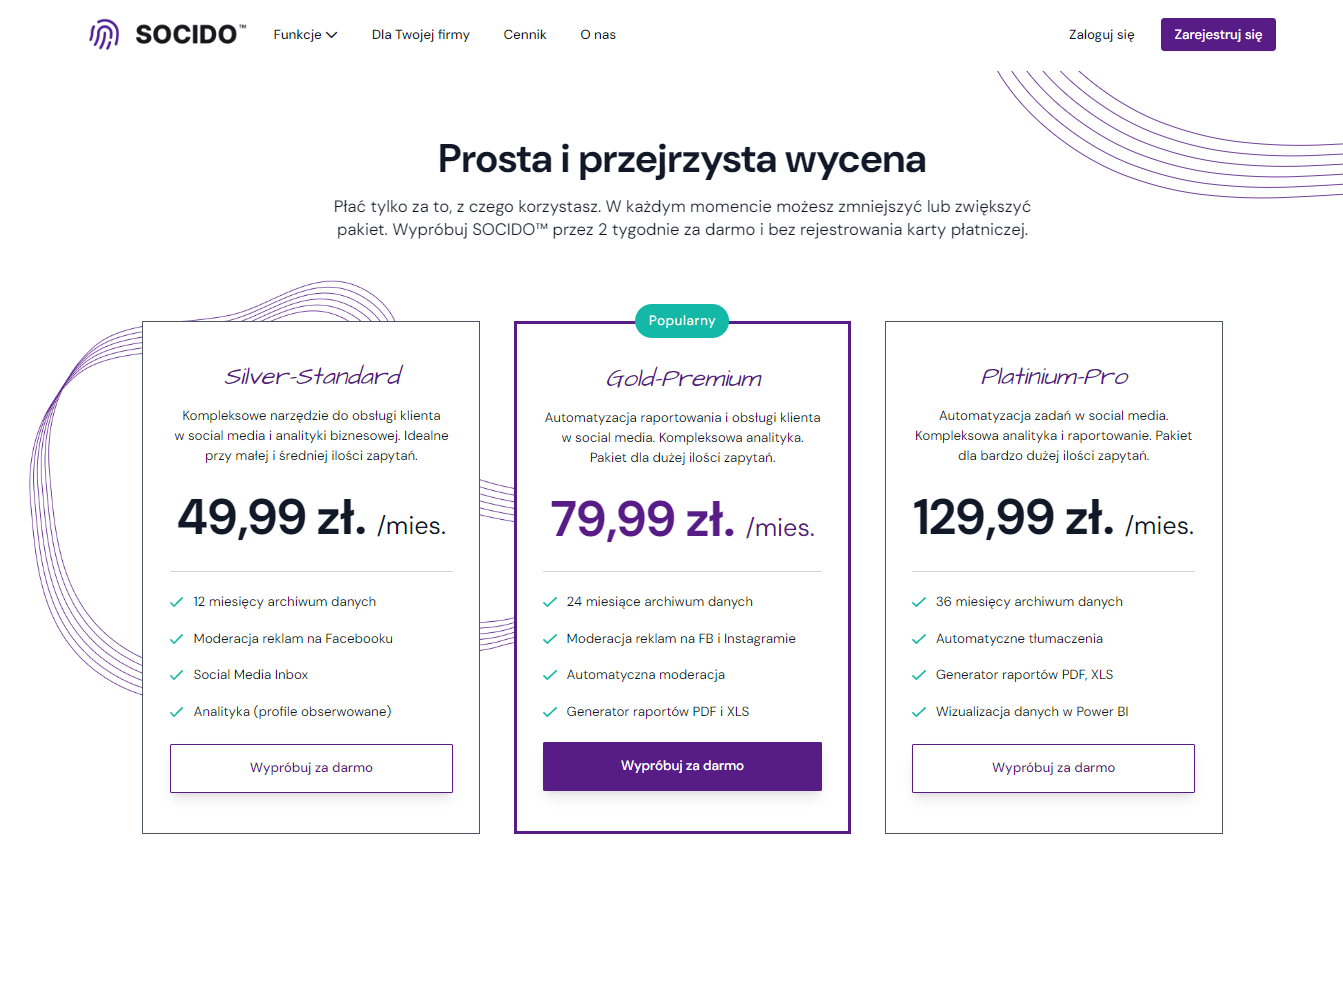 SOCIDO™
Funkcje
Dla Twojej firmy
Cennik
O nas
Zaloguj się
Zarejestruj się
Prosta i przejrzysta wycena
Płać tylko za to, z czego korzystasz. W każdym momencie możesz zmniejszyć lub zwiększyć
pakiet. Wypróbuj SOCIDO™ przez 2 tygodnie za darmo i bez rejestrowania karty płatniczej.
Silver-Standard
Kompleksowe narzędzie do obsługi klienta
w social media i analityki biznesowej. Idealne
przy małej i średniej ilości zapytań.
49,99 zł. /mies.
12 miesięcy archiwum danych
Moderacja reklam na Facebooku
Social Media Inbox
Analityka (profile obserwowane)
Wypróbuj za darmo
Popularny
Gold-Premium
Automatyzacja raportowania i obsługi klienta
w social media. Kompleksowa analityka.
Pakiet dla dużej ilości zapytań.
79,99 zł. /mies.
24 miesiące archiwum danych
Moderacja reklam na FB i Instagramie
Automatyczna moderacja
Generator raportów PDF i XLS
Wypróbuj za darmo
Platinium-Pro
Automatyzacja zadań w social media.
Kompleksowa analityka i raportowanie. Pakiet
dla bardzo dużej ilości zapytań.
129,99 zł. /mies.
36 miesięcy archiwum danych
Automatyczne tłumaczenia
Generator raportów PDF, XLS
Wizualizacja danych w Power BI
Wypróbuj za darmo